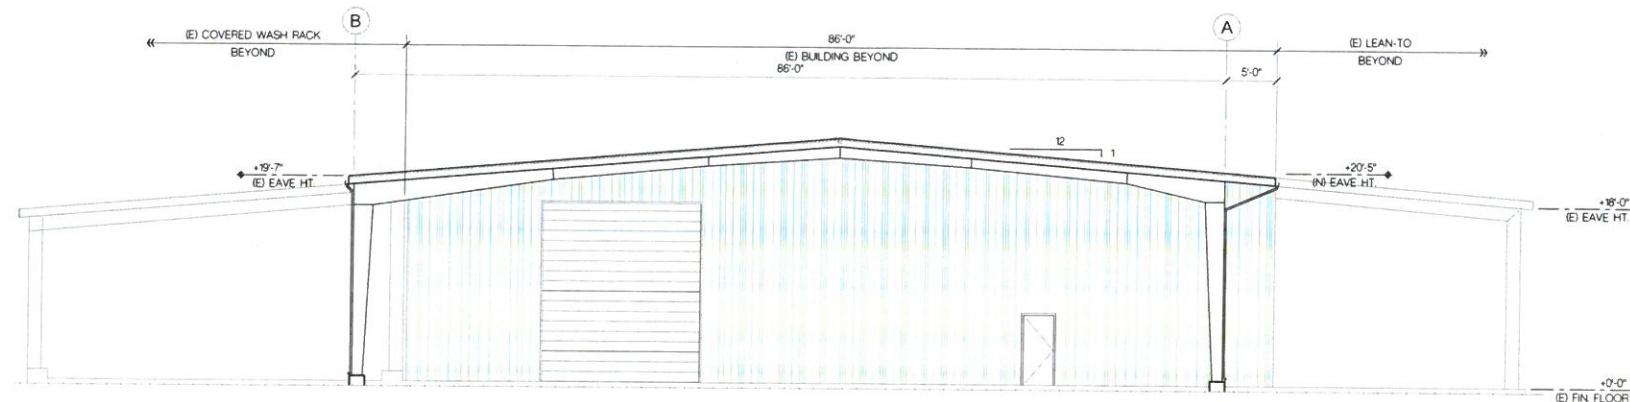 B
A
(E) COVERED WASH RACK
BEYOND
86'-0"
(E) BUILDING BEYOND
(E) LEAN-TO
BEYOND
86'-0"
5'-0"
12
1
+19'-7"
(E) EAVE HT.
+20'-5"
(N) EAVE HT.
+18'-0"
(E) EAVE HT.
+0'-0"
(E) FIN. FLOOR